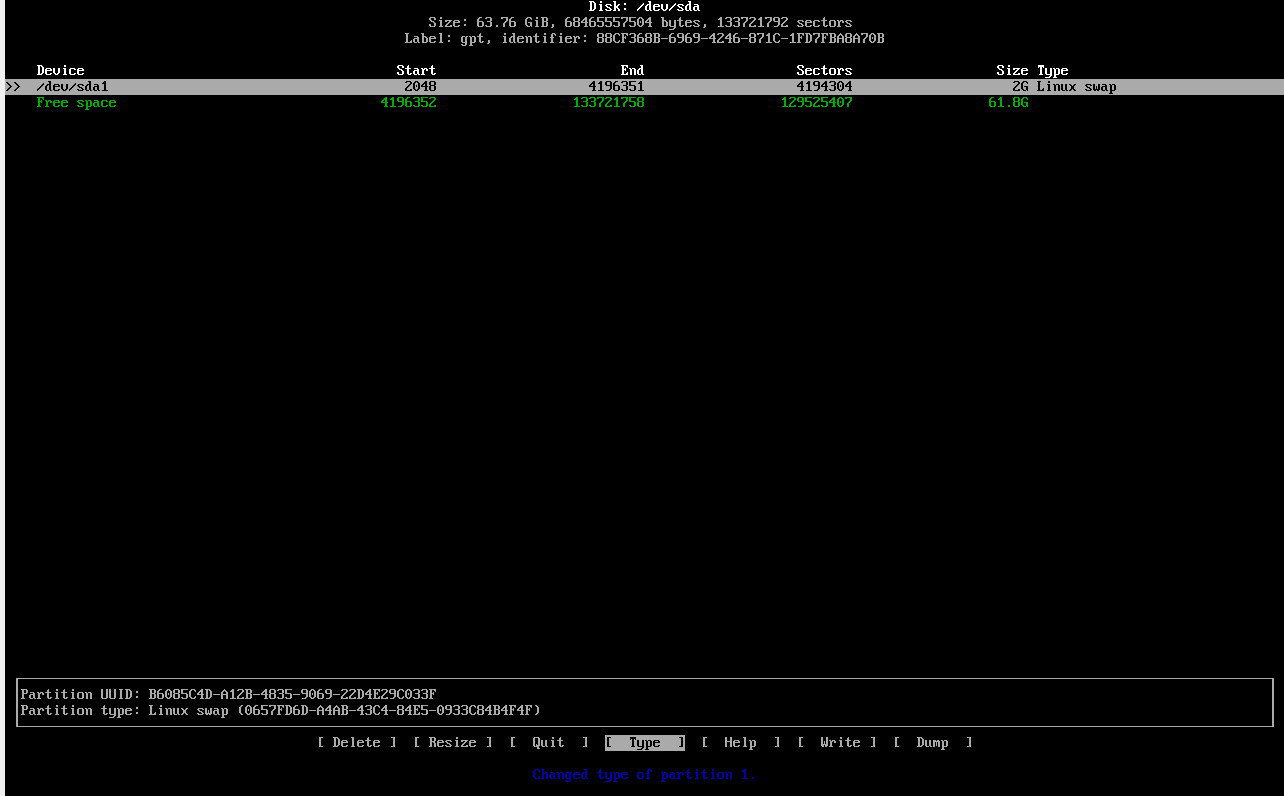 Disk: /dev/sda
Size: 63.76 GiB, 68465557504 bytes, 133721792 sectors
Label: gpt, identifier: 88CF368B-6969-4246-871C-1FD7FBA8A70B
Device Start End Sectors Size Type
>> /dev/sda1 2048 4196351 4194304 2G Linux swap
Free space 4196352 133721758 129525407 61.8G
Partition UUID: B6085C4D-A12B-4835-9069-22D4E29C033F
Partition type: Linux swap (0657FD6D-A4AB-43C4-84E5-0933C84B4F4F)
[ Delete ] [ Resize ] [ Quit ] [ Type ] [ Help ] [ Write ] [ Dump ]
Changed type of partition 1.